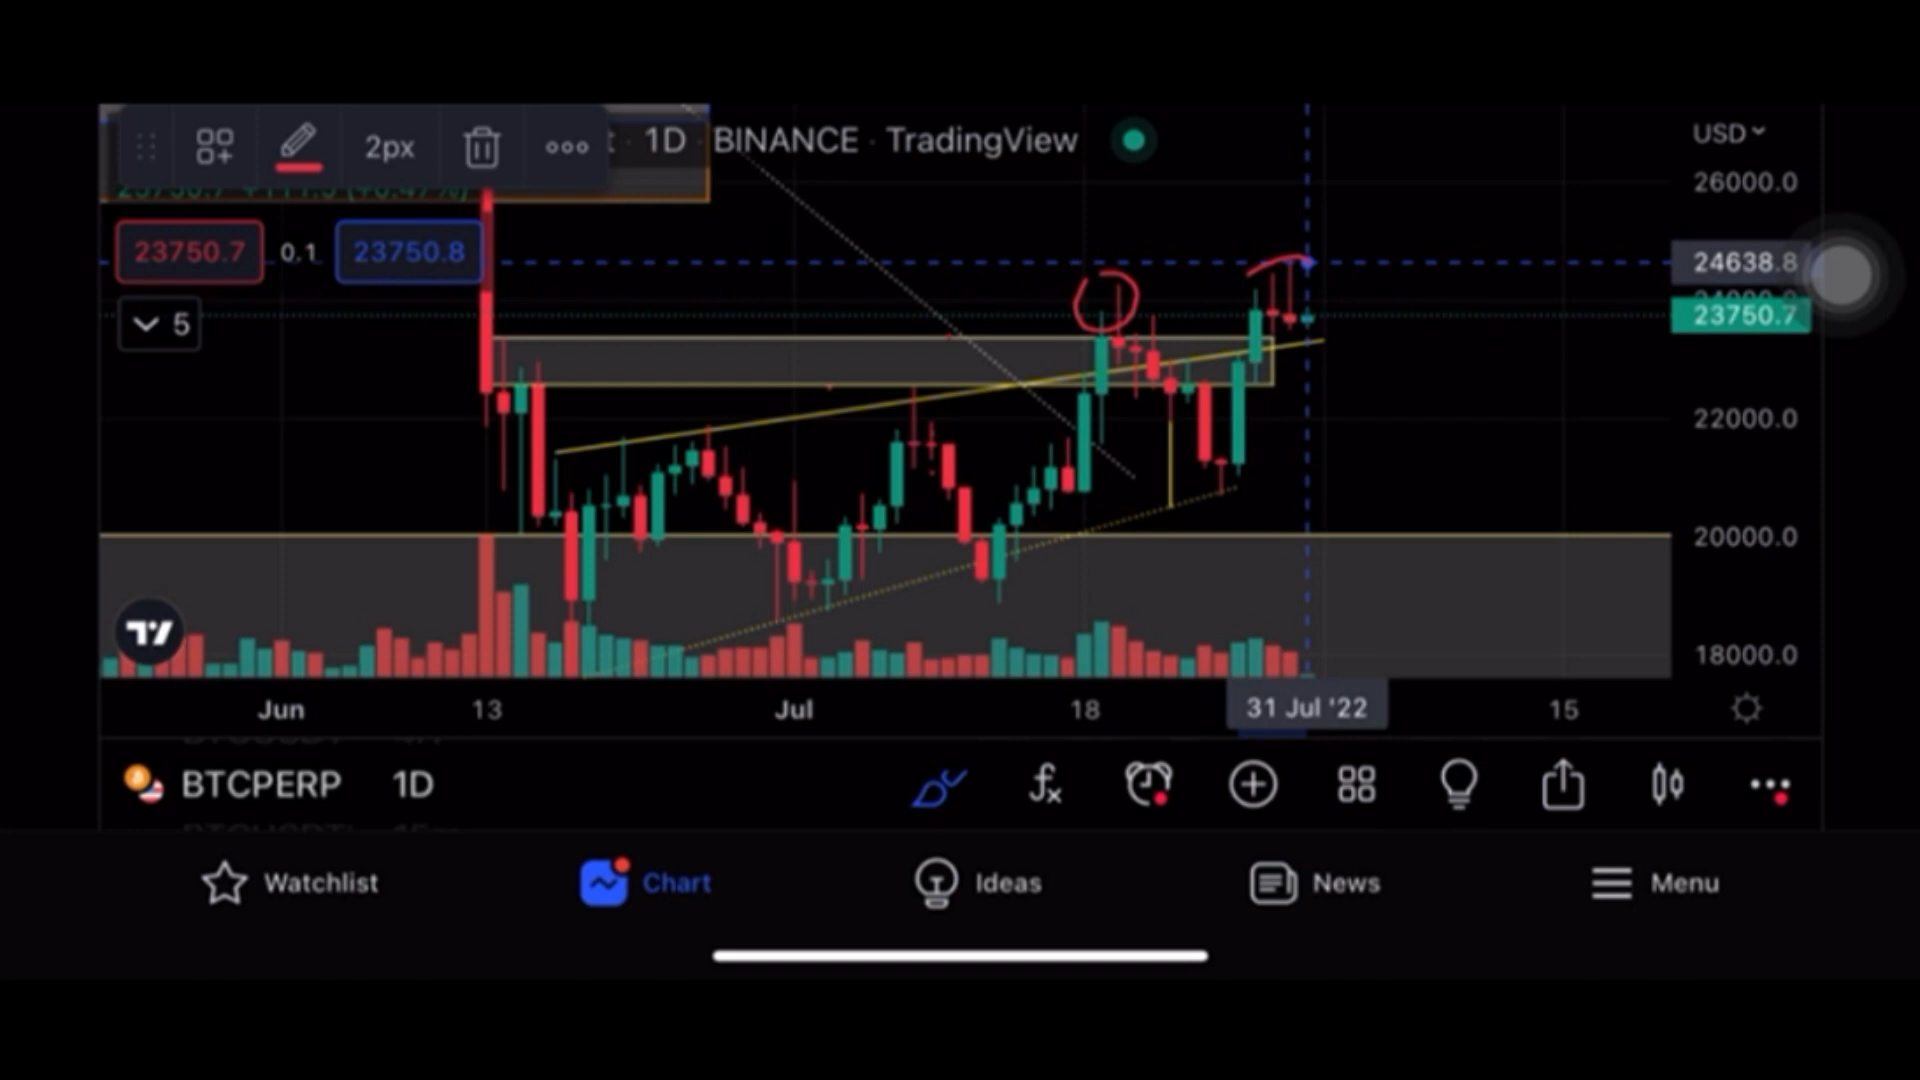 2px
1D · BINANCE · TradingView
USD
26000.0
23750.7 0.1 23750.8
24638.8
23750.7
5
22000.0
20000.0
18000.0
Jun 13 Jul 18 31 Jul '22 15
BTCPERP 1D
Watchlist Chart Ideas News Menu